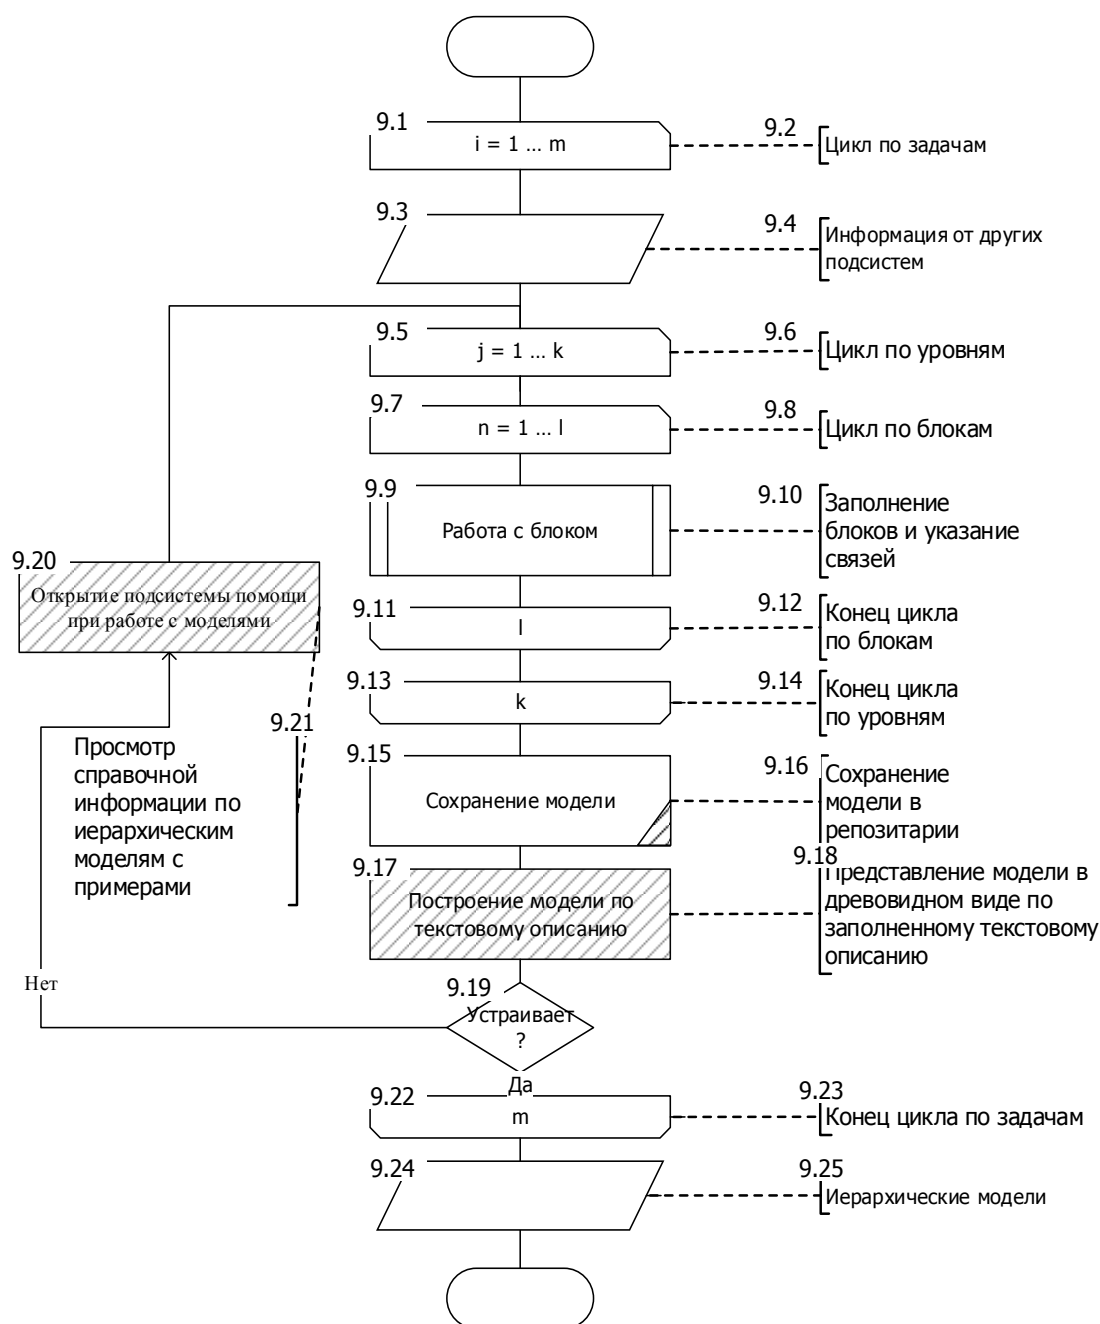 9.1
i = 1 ... m
9.2
Цикл по задачам
9.3
9.4
Информация от других
подсистем
9.5
j = 1 ... k
9.6
Цикл по уровням
9.7
n = 1 ... l
9.8
Цикл по блокам
9.9
Работа с блоком
9.10
Заполнение
блоков и указание
связей
9.20
Открытие подсистемы помощи
при работе с моделями
9.11
l
9.12
Конец цикла
по блокам
9.13
k
9.14
Конец цикла
по уровням
9.21
Просмотр
справочной
информации по
иерархическим
моделям с
примерами
9.15
Сохранение модели
9.16
Сохранение
модели в
репозитарии
9.17
Построение модели по
текстовому описанию
9.18
Представление модели в
древовидном виде по
заполненному текстовому
описанию
Нет
9.19
Устраивает
?
Да
9.22
m
9.23
Конец цикла по задачам
9.24
9.25
Иерархические модели